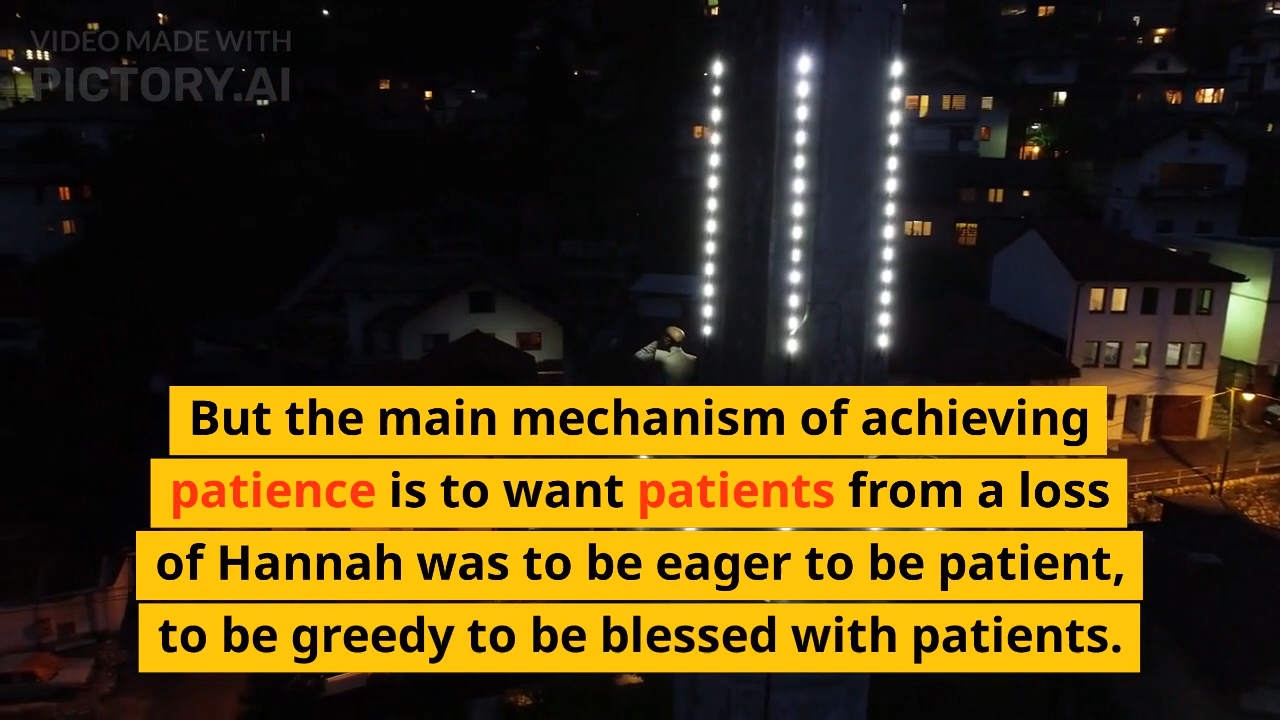 VIDEO MADE WITH
PICTORY.AI
But the main mechanism of achieving
patience is to want patients from a loss
of Hannah was to be eager to be patient,
to be greedy to be blessed with patients.